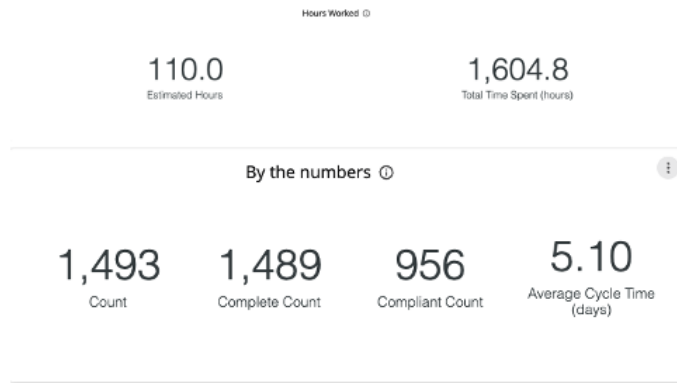 Hours Worked
110.0
1,604.8
Estimated Hours
Total Time Spent (hours)
By the numbers
1,493
1,489
956
5.10
Count
Complete Count
Compliant Count
Average Cycle Time
(days)